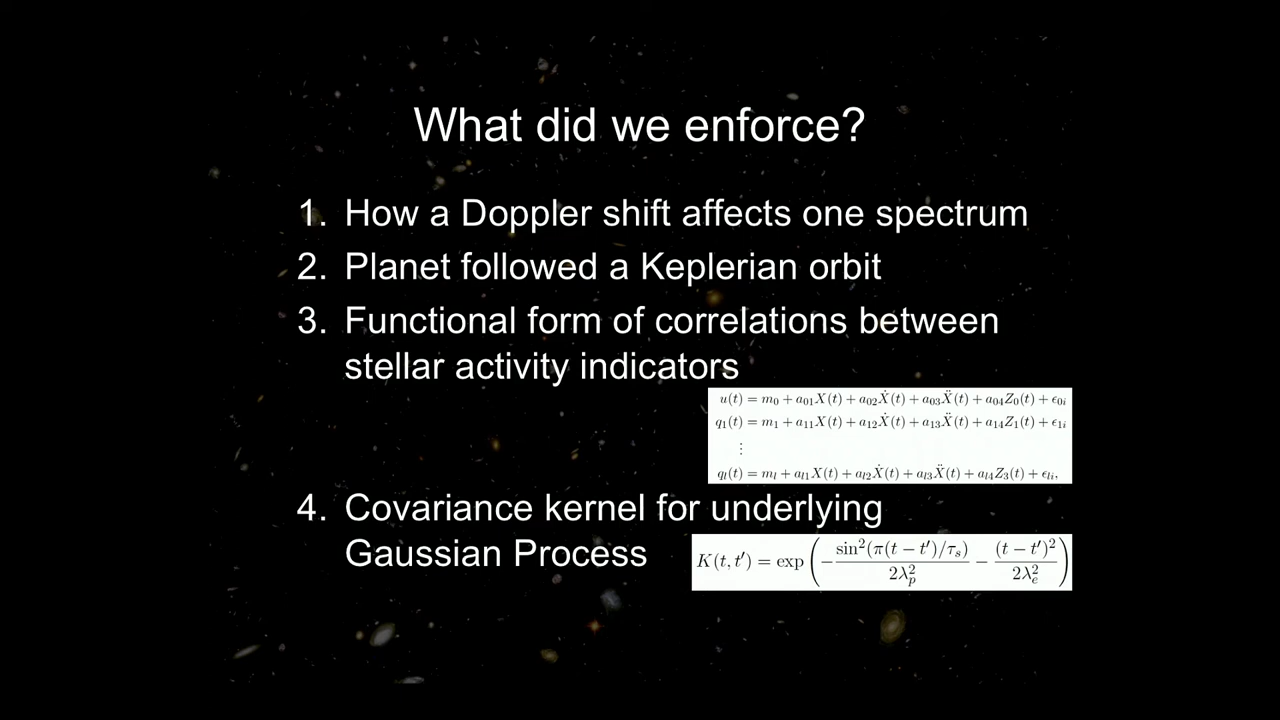 What did we enforce?
1. How a Doppler shift affects one spectrum
2. Planet followed a Keplerian orbit
3. Functional form of correlations between
stellar activity indicators
u(t) = m₀ + a₀₁X(t) + a₀₂Ẋ(t) + a₀₃Ẍ(t) + a₀₄Z₀(t) + ϵ₀ᵢ
q₁(t) = m₁ + a₁₁X(t) + a₁₂Ẋ(t) + a₁₃Ẍ(t) + a₁₄Z₁(t) + ϵ₁ᵢ
⋮
qₗ(t) = mₗ + aₗ₁X(t) + aₗ₂Ẋ(t) + aₗ₃Ẍ(t) + aₗ₄Z₃(t) + ϵₗᵢ,
4. Covariance kernel for underlying
Gaussian Process
K(t, t′) = exp(−sin²(π(t − t′)/τₛ)/2λₚ² − (t − t′)²/2λₑ²)